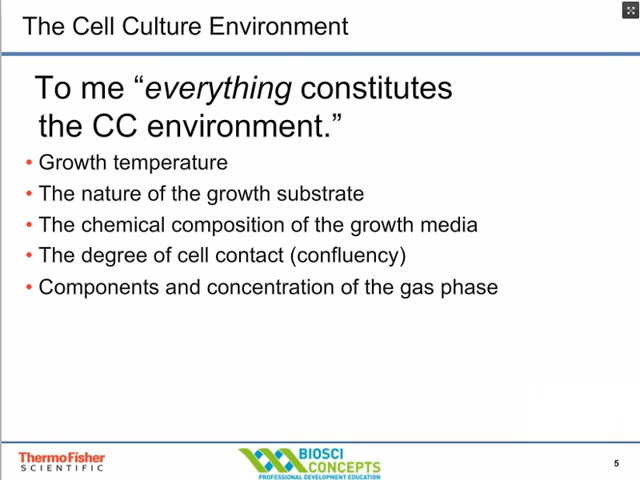 The Cell Culture Environment
To me “everything constitutes
the CC environment.”
• Growth temperature
• The nature of the growth substrate
• The chemical composition of the growth media
• The degree of cell contact (confluency)
• Components and concentration of the gas phase
ThermoFisher
SCIENTIFIC
BIOSCI
CONCEPTS
PROFESSIONAL DEVELOPMENT EDUCATION
5